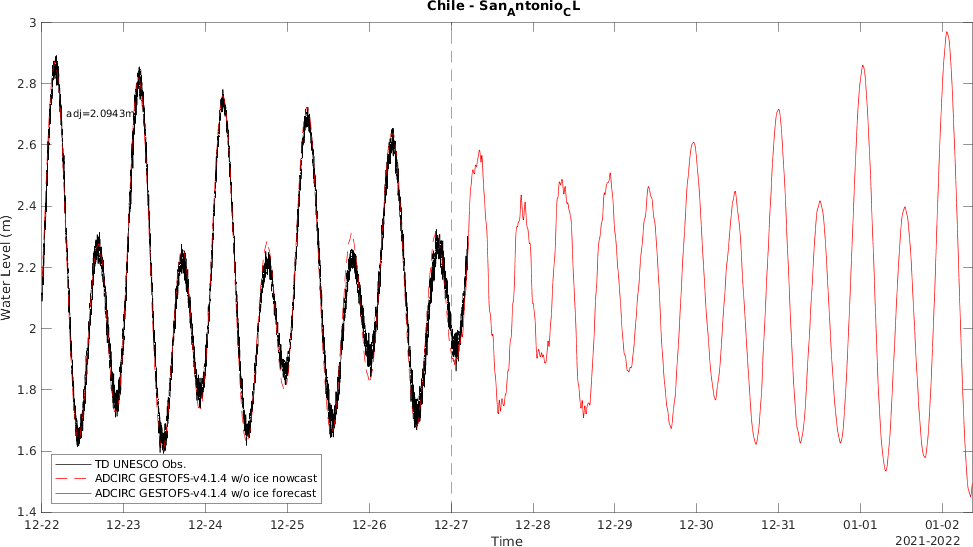 Chile - San_Antonio_CL
3
2.8
adj=2.0943m
2.6
2.4
2.2
2
1.8
1.6
1.4
Water Level (m)
TD UNESCO Obs.
ADCIRC GESTOFS-v4.1.4 w/o ice nowcast
ADCIRC GESTOFS-v4.1.4 w/o ice forecast
12-22 12-23 12-24 12-25 12-26 12-27 12-28 12-29 12-30 12-31 01-01 01-02
Time
2021-2022